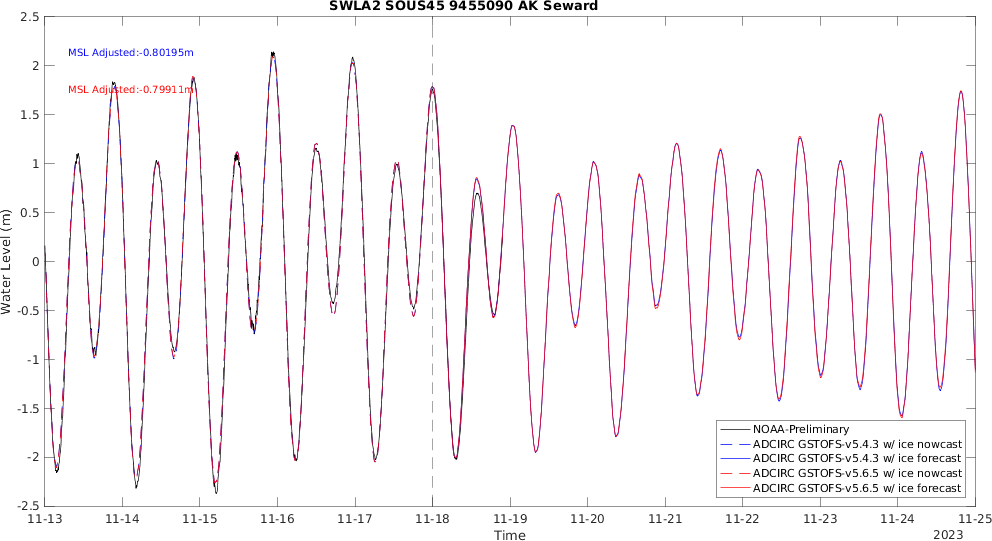 SWLA2 SOUS45 9455090 AK Seward
2.5
2
1.5
1
0.5
0
-0.5
-1
-1.5
-2
-2.5
Water Level (m)
MSL Adjusted:-0.80195m
MSL Adjusted:-0.79911m
NOAA-Preliminary
ADCIRC GSTOFS-v5.4.3 w/ ice nowcast
ADCIRC GSTOFS-v5.4.3 w/ ice forecast
ADCIRC GSTOFS-v5.6.5 w/ ice nowcast
ADCIRC GSTOFS-v5.6.5 w/ ice forecast
11-13 11-14 11-15 11-16 11-17 11-18 11-19 11-20 11-21 11-22 11-23 11-24 11-25
Time
2023